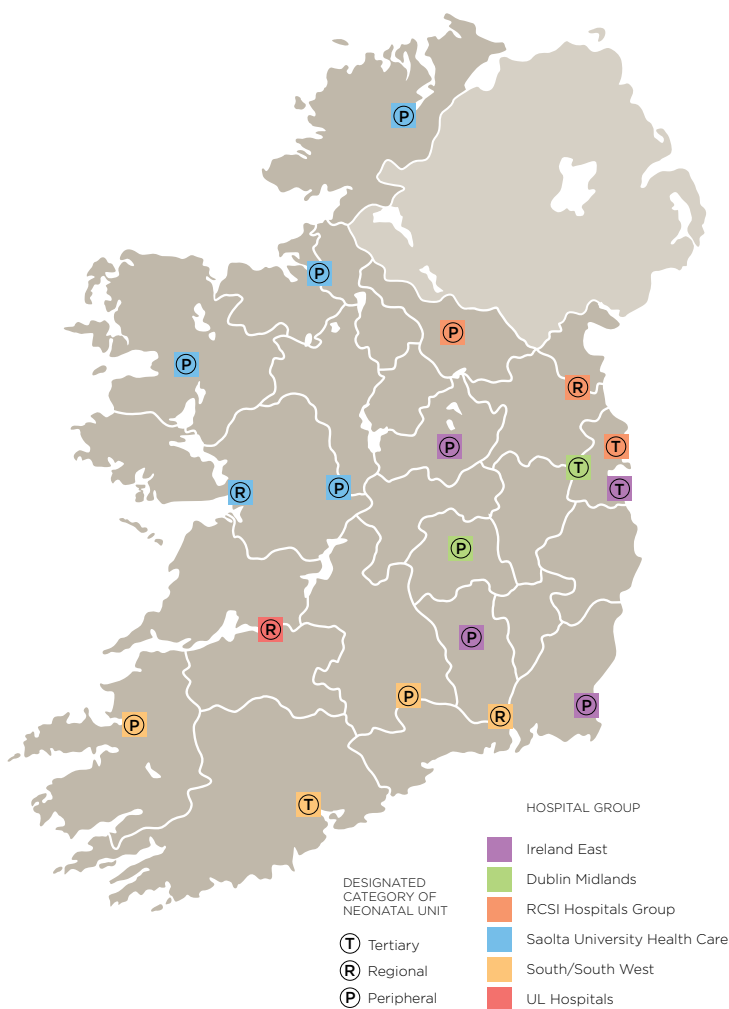 P
P
P
R
P
R
P
T
P
T
R
P
T
P
R
P
P
P
R
P
T
HOSPITAL GROUP
Ireland East
Dublin Midlands
RCSI Hospitals Group
Saolta University Health Care
South/South West
UL Hospitals
DESIGNATED
CATEGORY OF
NEONATAL UNIT
T Tertiary
R Regional
P Peripheral